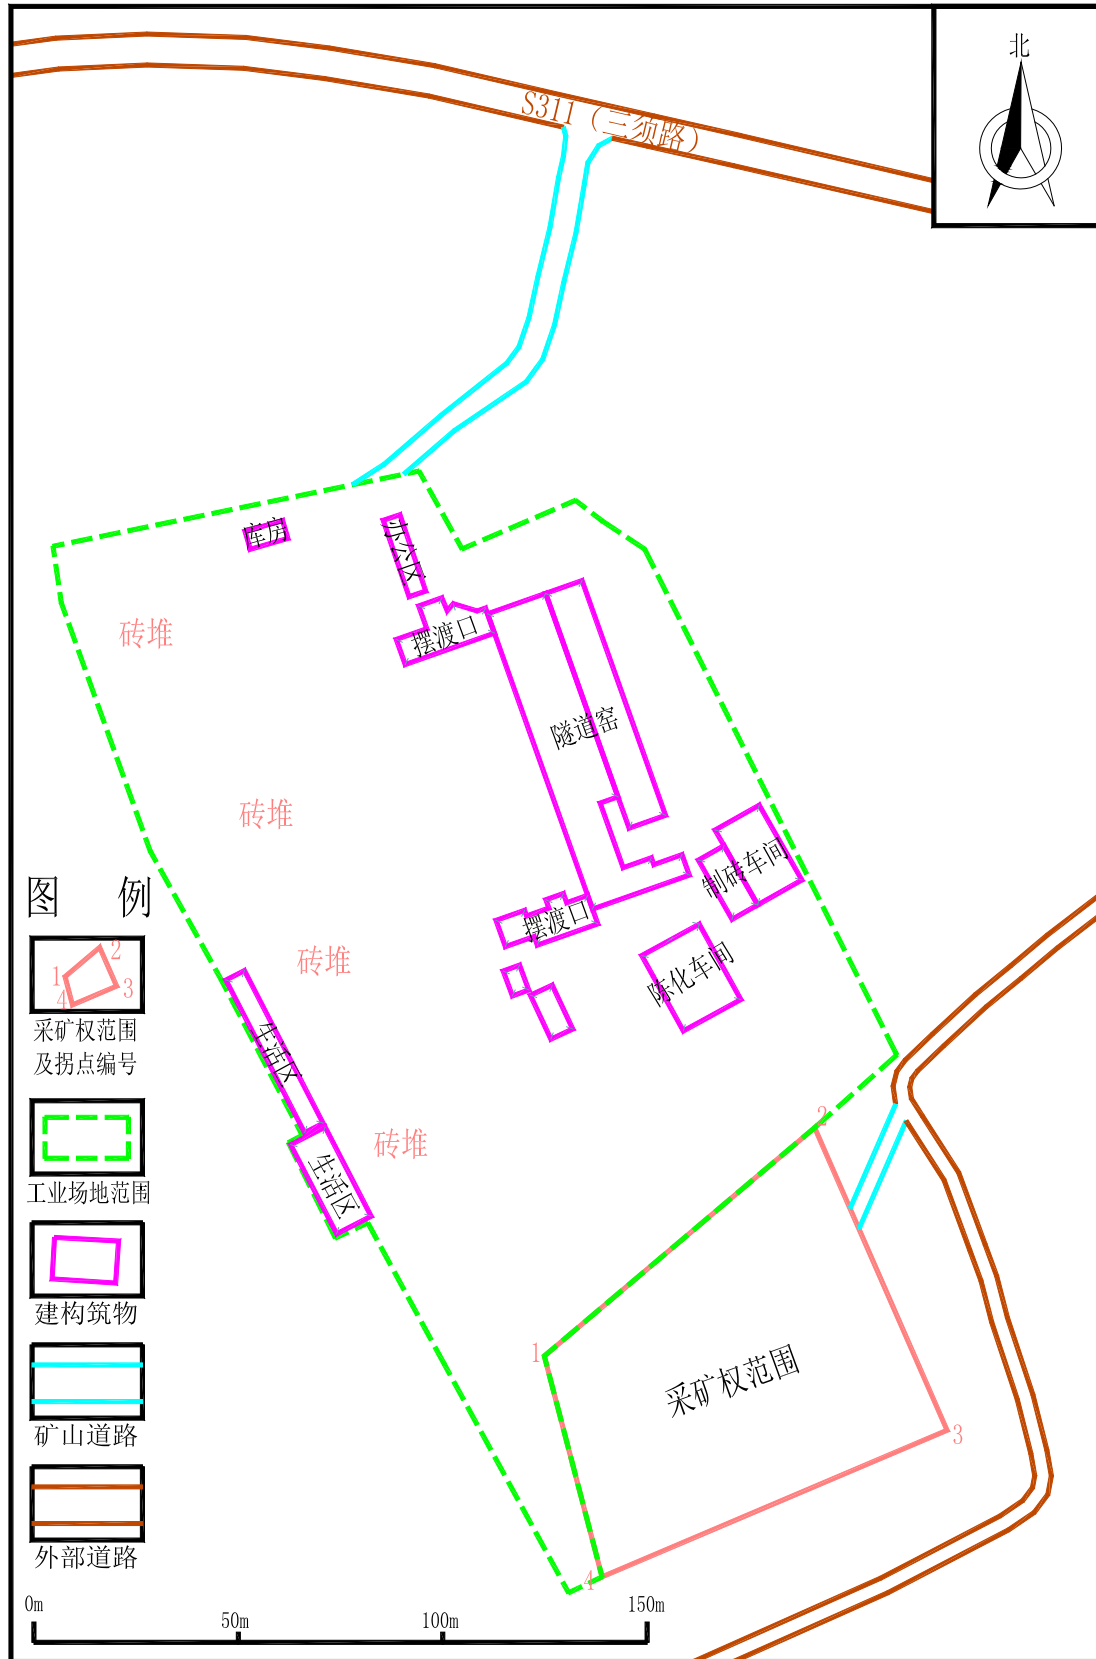 北
S311（三须路）
库房
办公区
摆渡口
砖堆
隧道窑
砖堆
制砖车间
摆渡口
陈化车间
砖堆
生活区
砖堆
生活区
2
1
采矿权范围
3
4
图 例
1
2
3
4
采矿权范围
及拐点编号
工业场地范围
建构筑物
矿山道路
外部道路
0m
50m
100m
150m